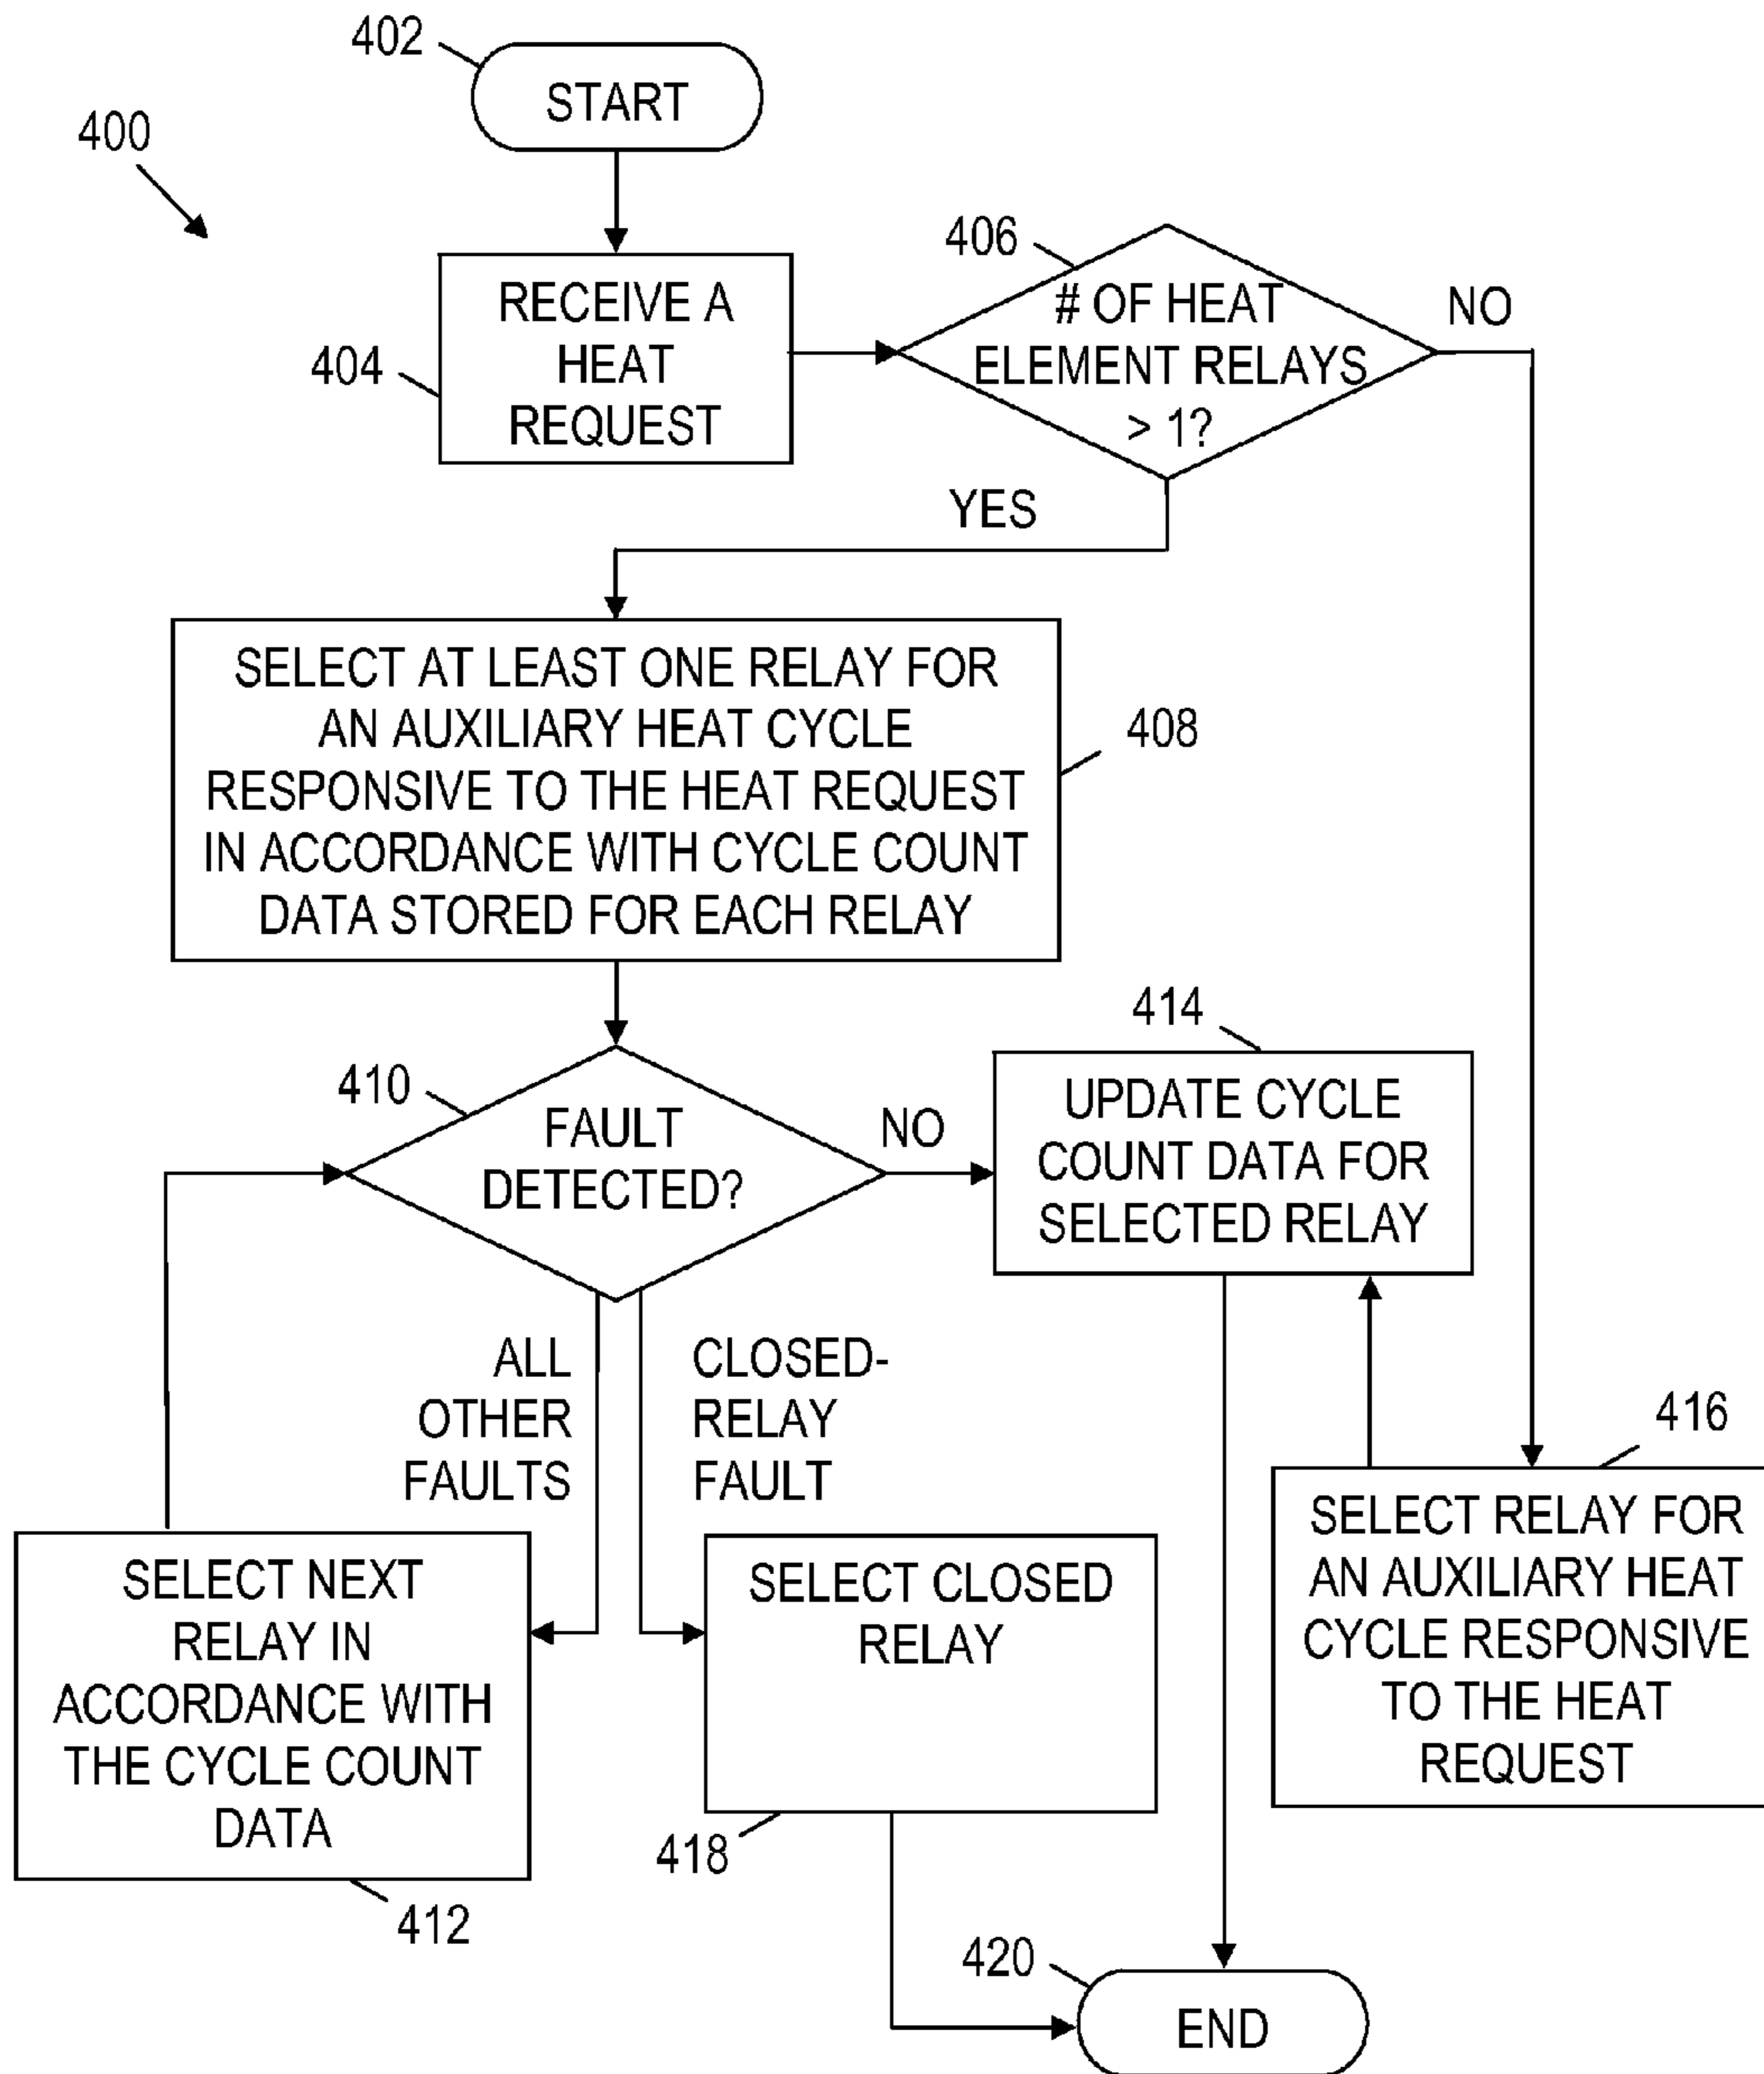 402
START
400
406
# OF HEAT
ELEMENT RELAYS
> 1?
NO
RECEIVE A
HEAT
REQUEST
404
YES
SELECT AT LEAST ONE RELAY FOR
AN AUXILIARY HEAT CYCLE
RESPONSIVE TO THE HEAT REQUEST
IN ACCORDANCE WITH CYCLE COUNT
DATA STORED FOR EACH RELAY
408
410
FAULT
DETECTED?
NO
414
UPDATE CYCLE
COUNT DATA FOR
SELECTED RELAY
ALL
OTHER
FAULTS
CLOSED-
RELAY
FAULT
416
SELECT RELAY FOR
AN AUXILIARY HEAT
CYCLE RESPONSIVE
TO THE HEAT
REQUEST
SELECT NEXT
RELAY IN
ACCORDANCE WITH
THE CYCLE COUNT
DATA
412
SELECT CLOSED
RELAY
418
420
END